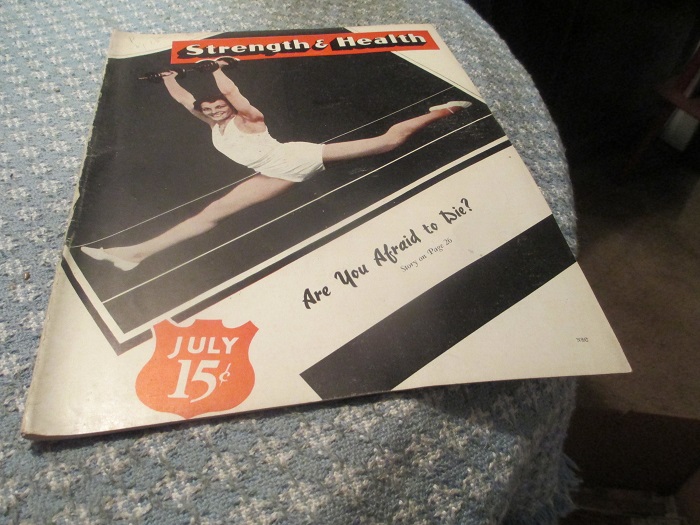 Strength & Health
Are You Afraid to Die?
Story on Page 26
JULY
15¢